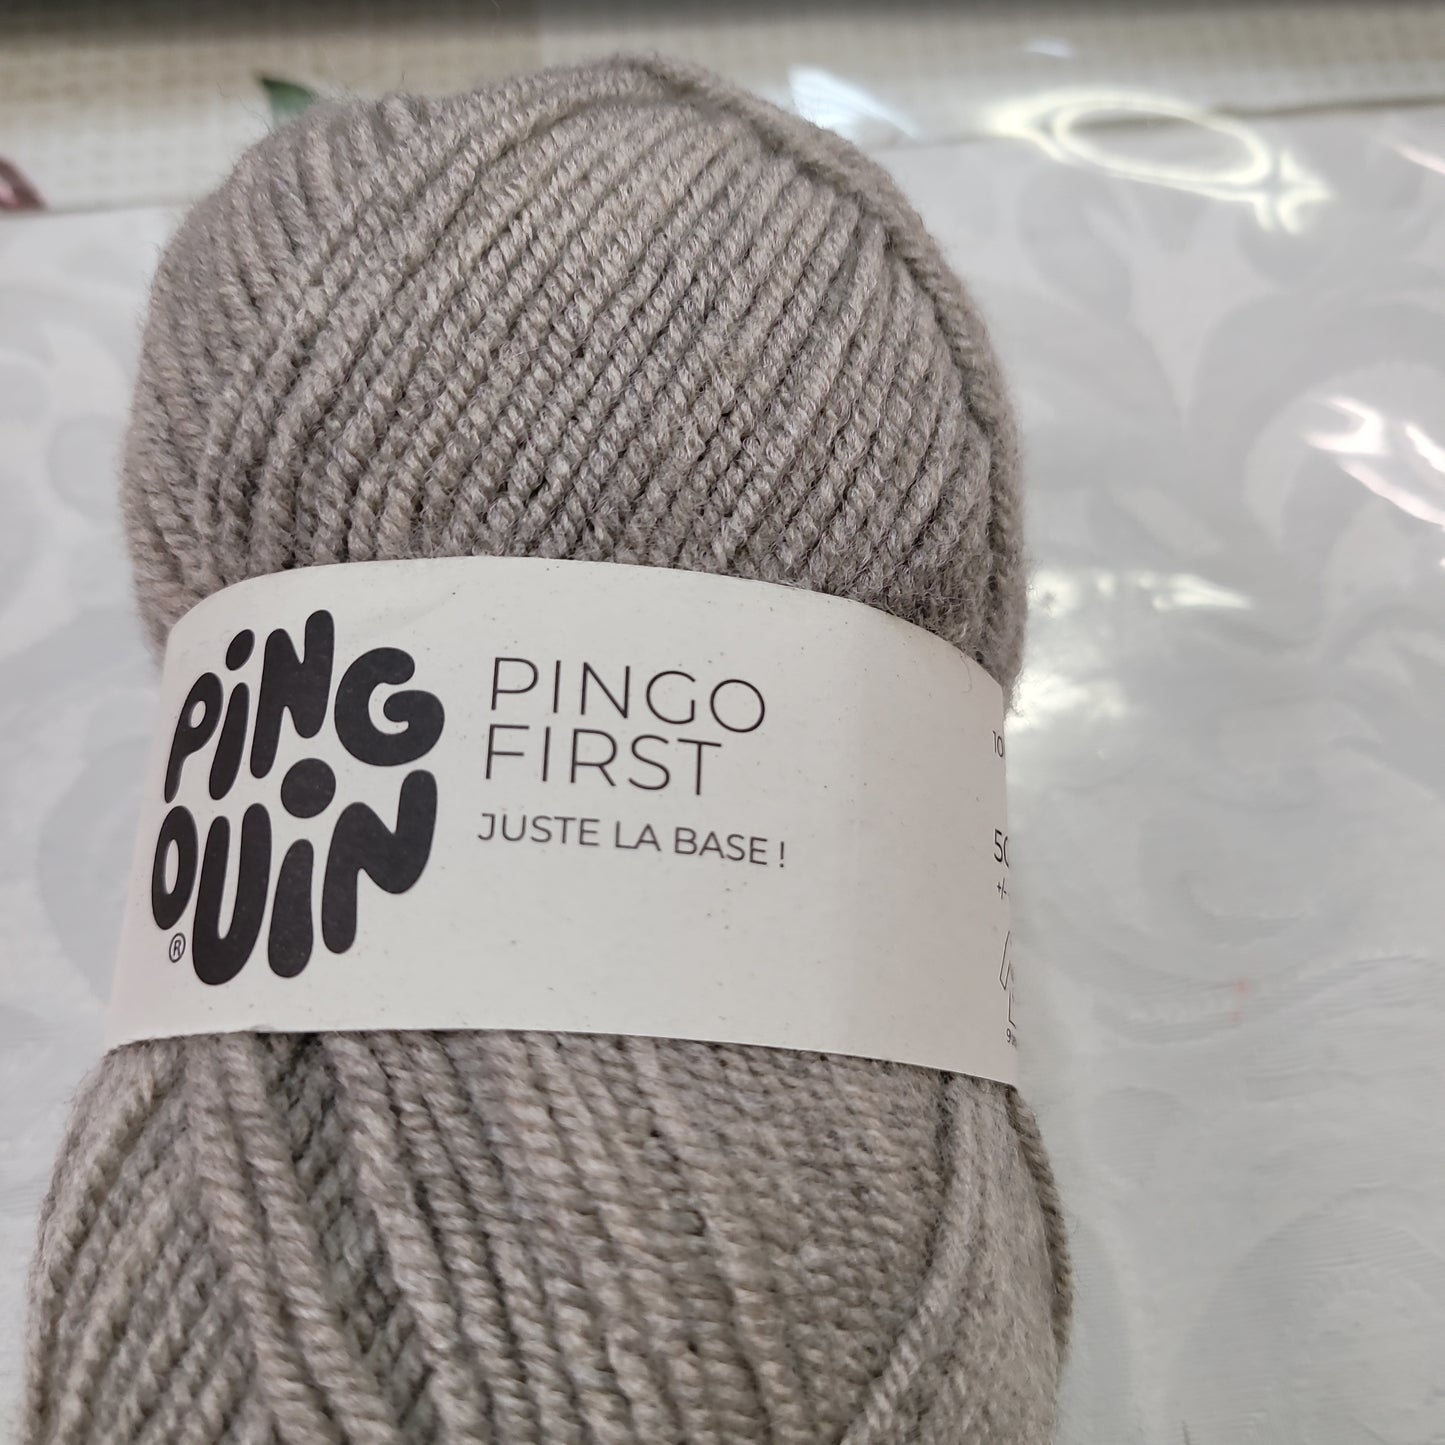 PING
OUiN
®
PINGO
FIRST
JUSTE LA BASE !